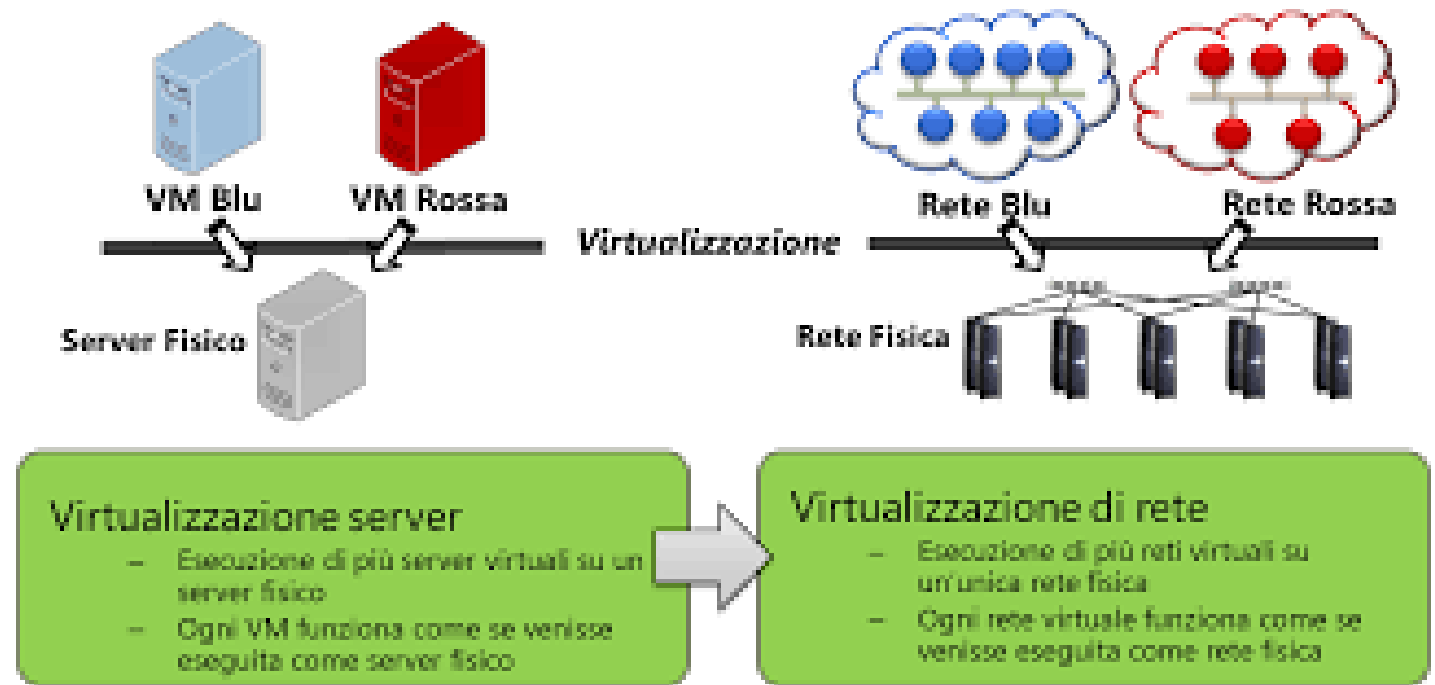 VM Blu
VM Rossa
Rete Blu
Rete Rossa
Virtualizzazione
Server Fisico
Rete Fisica
Virtualizzazione server
– Esecuzione di più server virtuali su un
server fisico
– Ogni VM funziona come se venisse
eseguita come server fisico
Virtualizzazione di rete
– Esecuzione di più reti virtuali su
un'unica rete fisica
– Ogni rete virtuale funziona come se
venisse eseguita come rete fisica